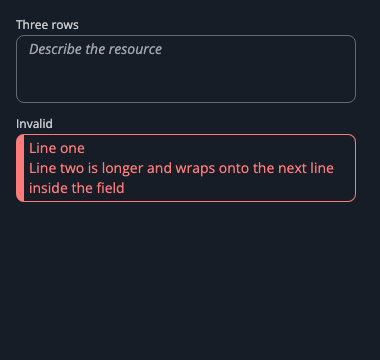 Three rows
Describe the resource
Invalid
Line one
Line two is longer and wraps onto the next line
inside the field